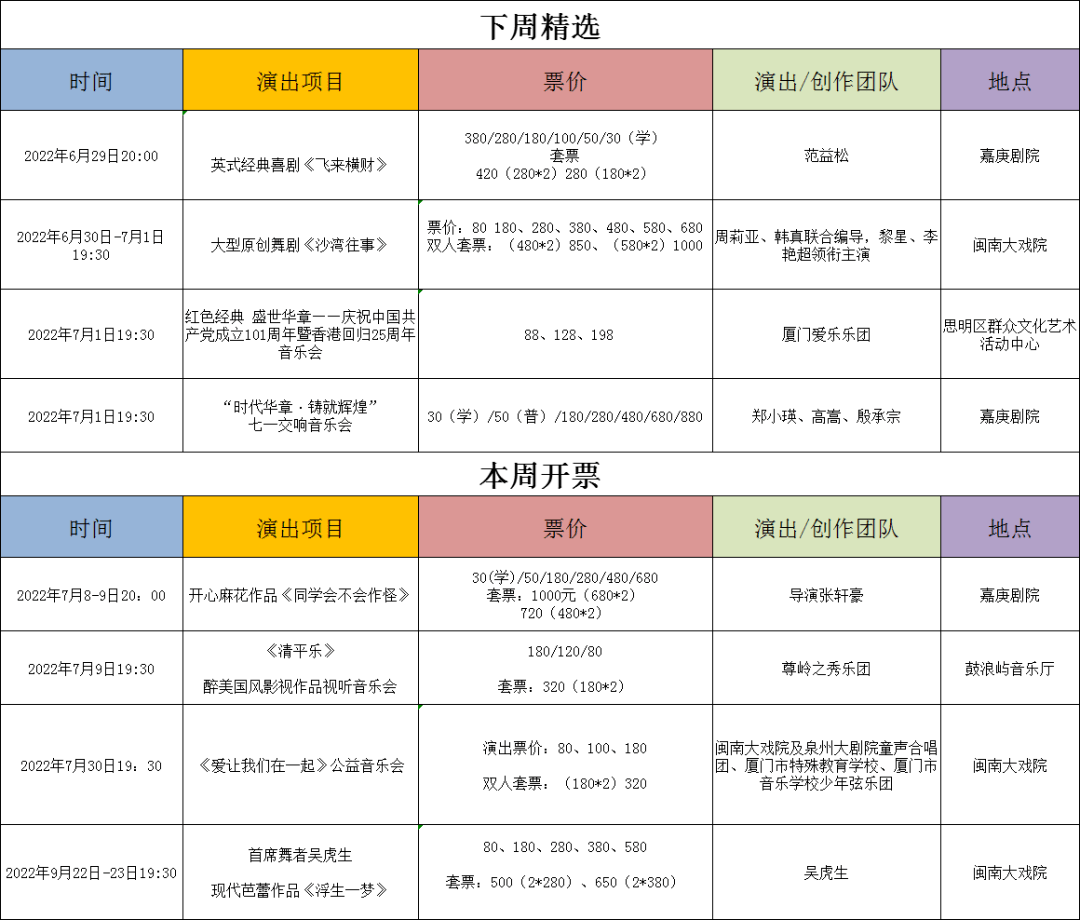 下周精选
时间
演出项目
票价
演出/创作团队
地点
2022年6月29日20:00
英式经典喜剧《飞来横财》
380/280/180/100/50/30（学）
套票
420（280*2）280（180*2）
范益松
嘉庚剧院
2022年6月30日-7月1日
19:30
大型原创舞剧《沙湾往事》
票价：80 180、280、380、480、580、680
双人套票：（480*2）850、（580*2）1000
周莉亚、韩真联合编导，黎星、李
艳超领衔主演
闽南大戏院
2022年7月1日19:30
红色经典 盛世华章——庆祝中国共
产党成立101周年暨香港回归25周年
音乐会
88、128、198
厦门爱乐乐团
思明区群众文化艺术
活动中心
2022年7月1日19:30
“时代华章·铸就辉煌”
七一交响音乐会
30（学）/50（普）/180/280/480/680/880
郑小瑛、高嵩、殷承宗
嘉庚剧院
本周开票
时间
演出项目
票价
演出/创作团队
地点
2022年7月8-9日20：00
开心麻花作品《同学会不会作怪》
30(学)/50/180/280/480/680
套票：1000元（680*2）
720（480*2）
导演张轩豪
嘉庚剧院
2022年7月9日19:30
《清平乐》
醉美国风影视作品视听音乐会
180/120/80
套票：320（180*2）
尊岭之秀乐团
鼓浪屿音乐厅
2022年7月30日19：30
《爱让我们在一起》公益音乐会
演出票价：80、100、180
双人套票：（180*2）320
闽南大戏院及泉州大剧院童声合唱
团、厦门市特殊教育学校、厦门市
音乐学校少年弦乐团
闽南大戏院
2022年9月22日-23日19:30
首席舞者吴虎生
现代芭蕾作品《浮生一梦》
80、180、280、380、580
套票：500（2*280）、650（2*380）
吴虎生
闽南大戏院